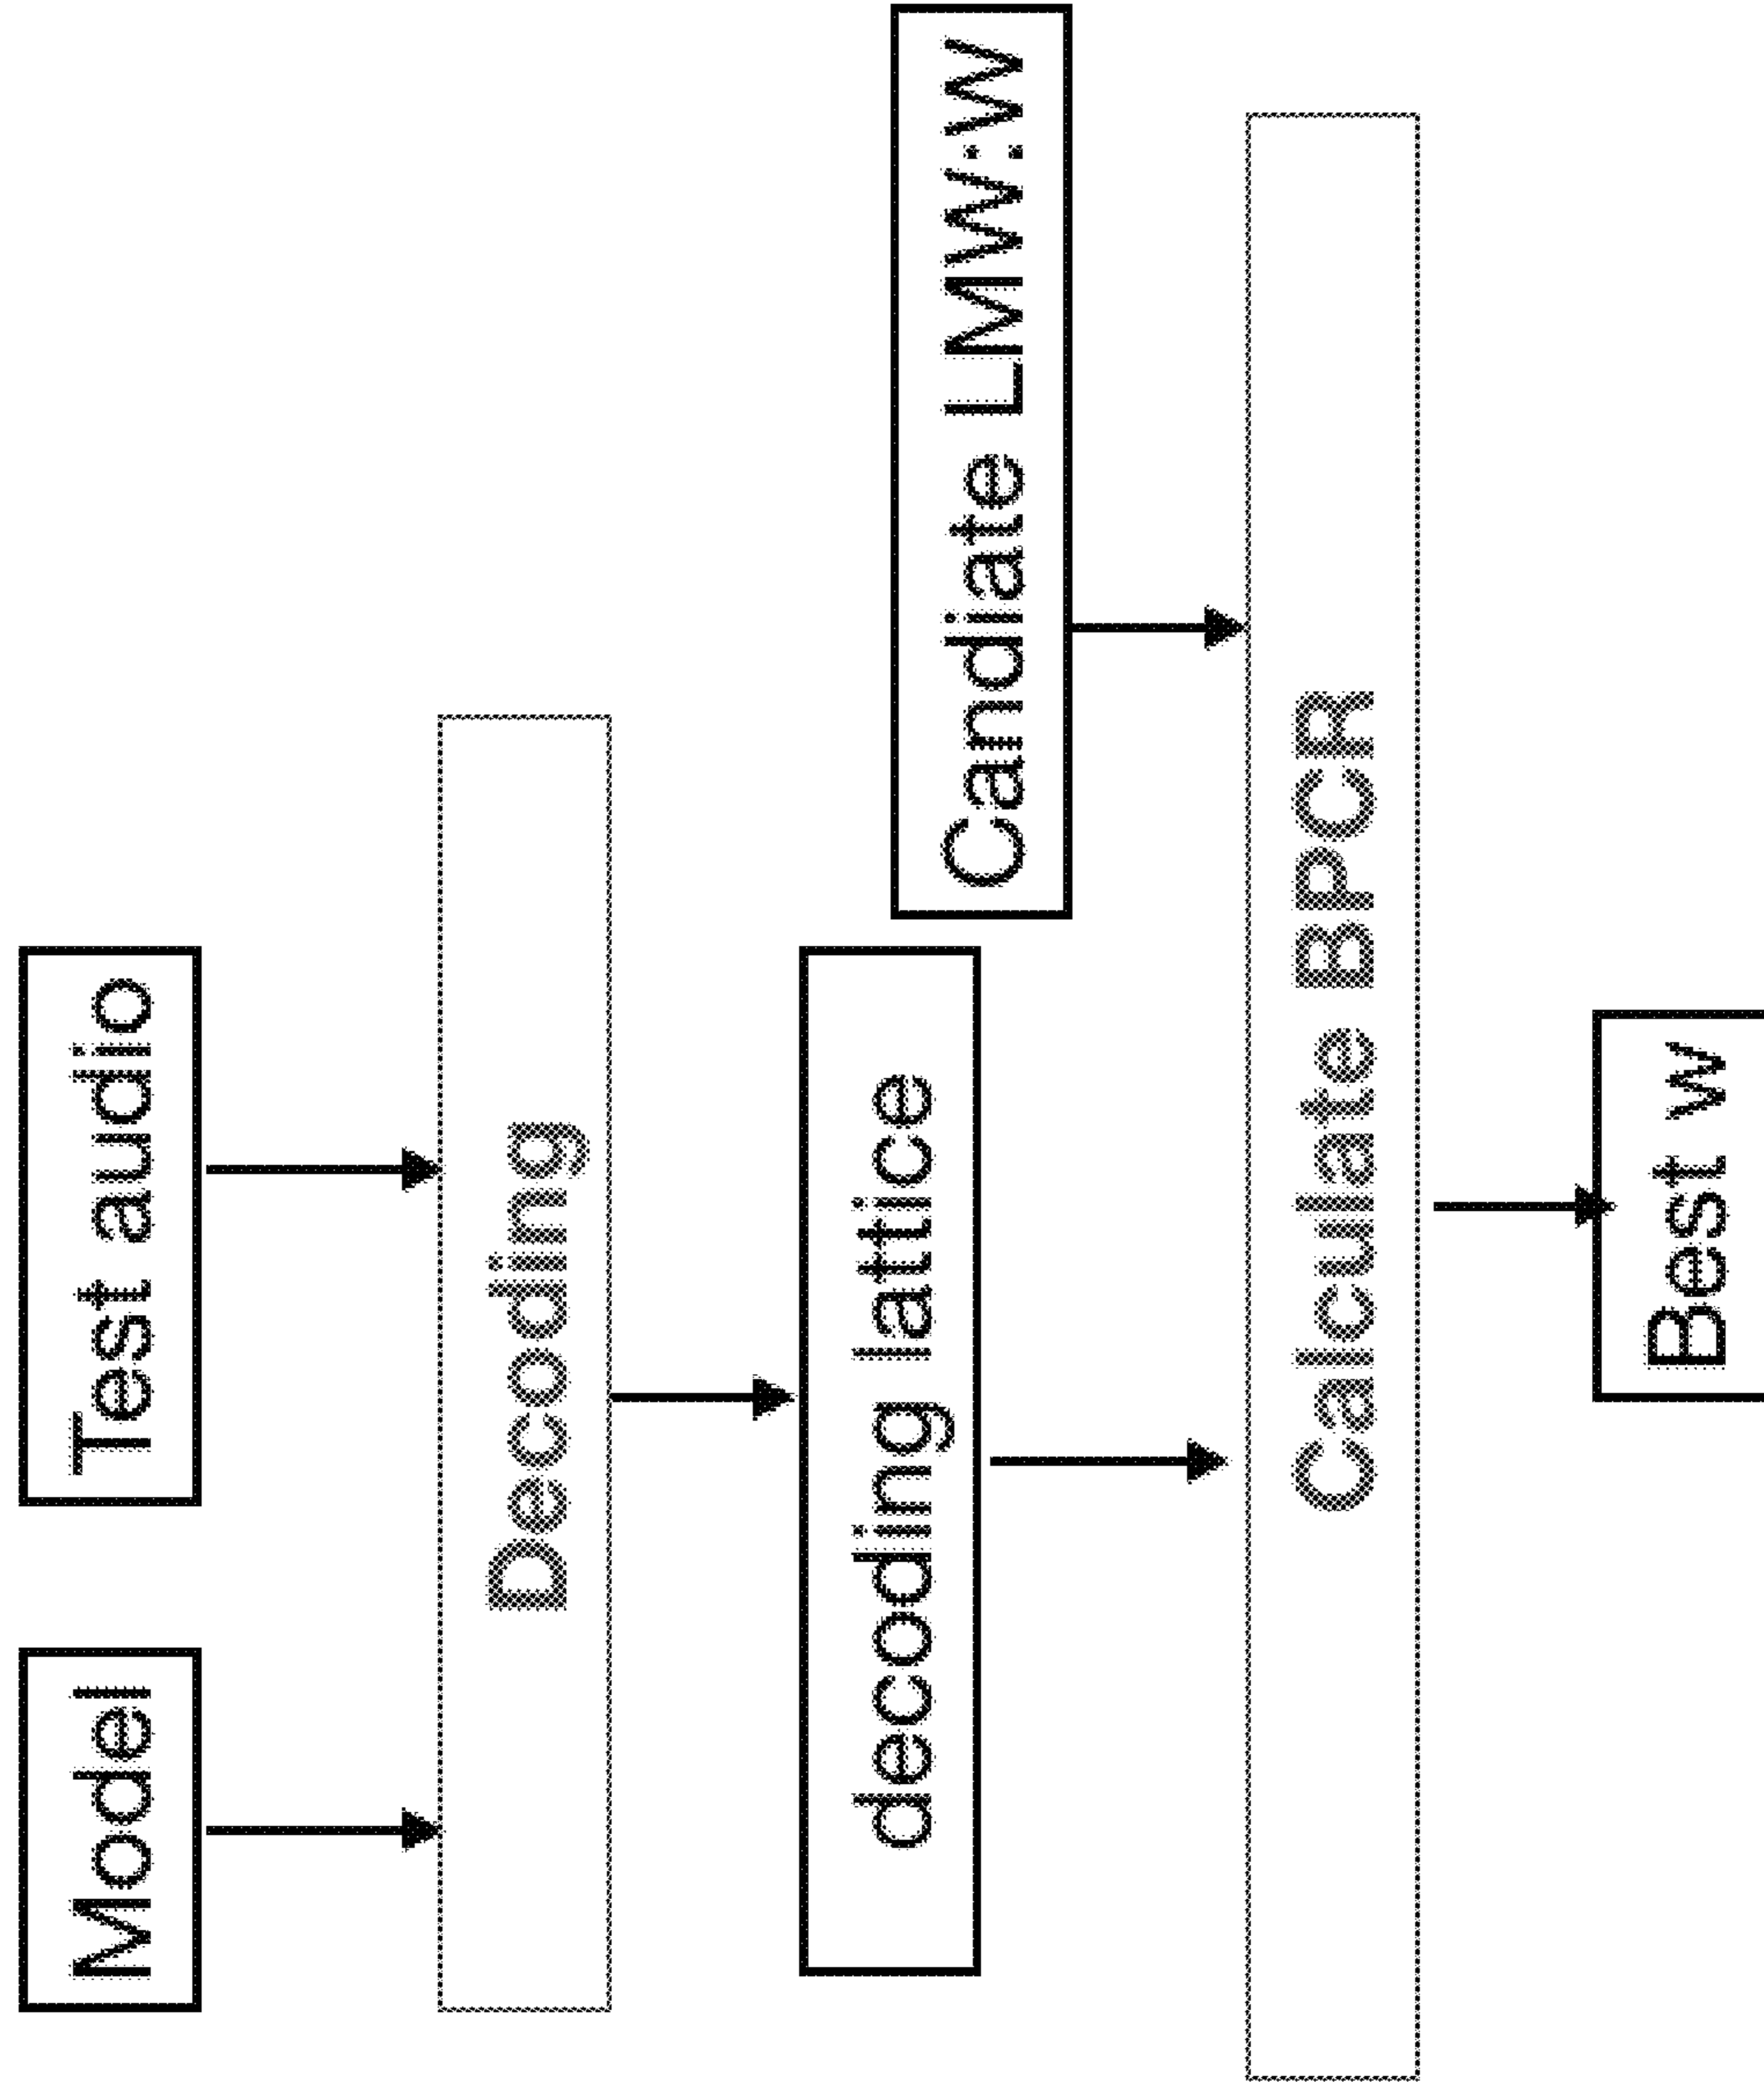 Model
Test audio
Decoding
decoding lattice
Candiate LMW:W
Calculate BPCR
Best w